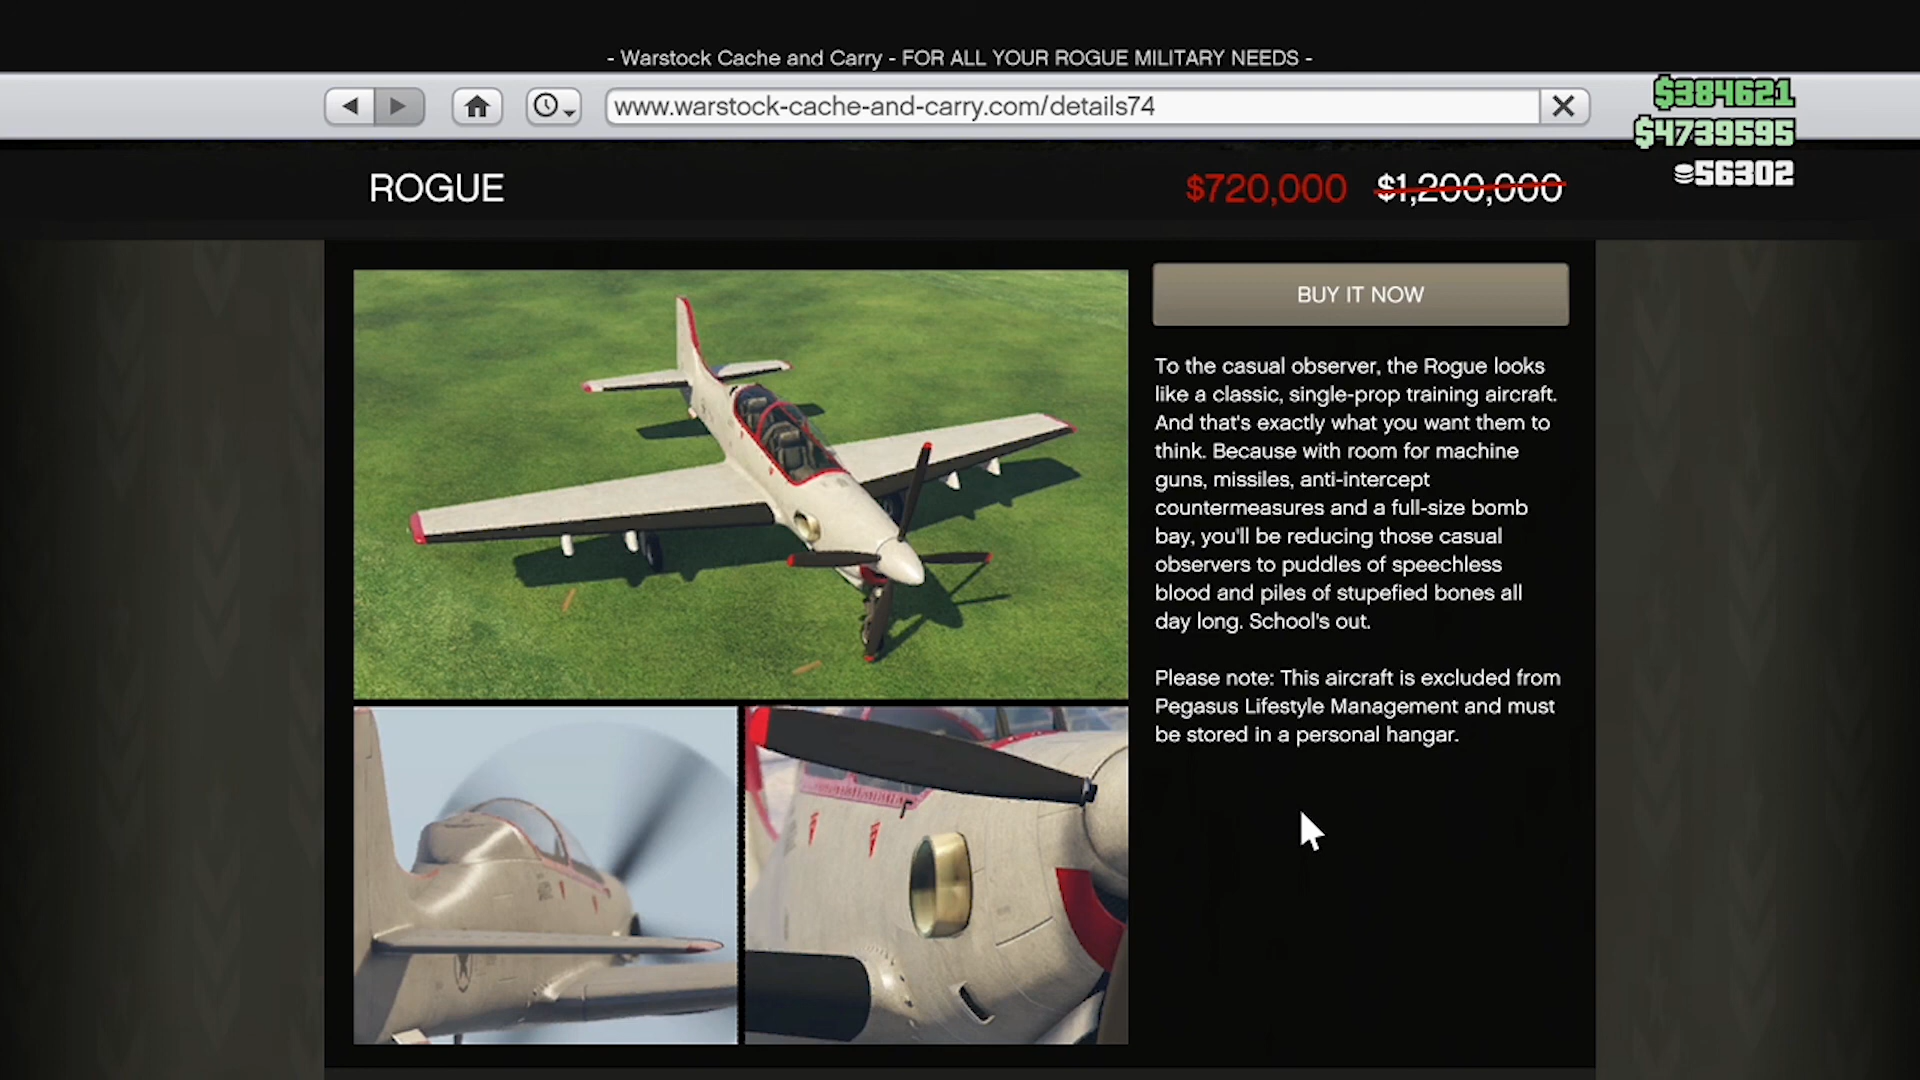 - Warstock Cache and Carry - FOR ALL YOUR ROGUE MILITARY NEEDS -
www.warstock-cache-and-carry.com/details74
$384621
$4739595
56302
ROGUE
$720,000 $1,200,000
BUY IT NOW
To the casual observer, the Rogue looks
like a classic, single-prop training aircraft.
And that's exactly what you want them to
think. Because with room for machine
guns, missiles, anti-intercept
countermeasures and a full-size bomb
bay, you'll be reducing those casual
observers to puddles of speechless
blood and piles of stupefied bones all
day long. School's out.
Please note: This aircraft is excluded from
Pegasus Lifestyle Management and must
be stored in a personal hangar.